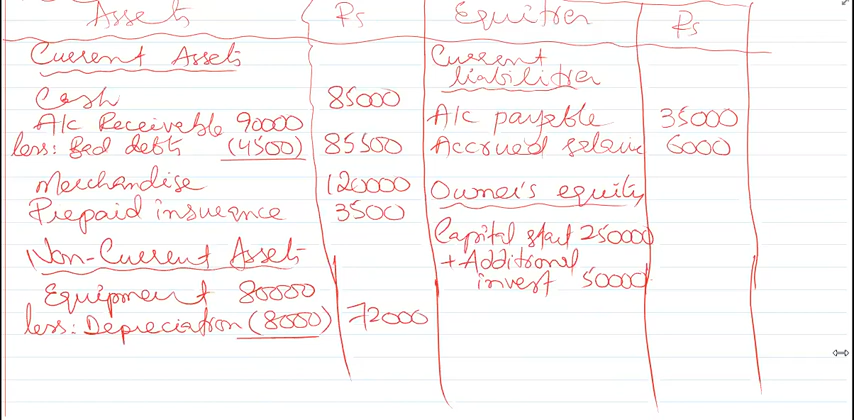 Assets Rs Equities Rs
Current Assets
Current liabilities
Cash 85000
A/c Receivable 90000
less: Bad debts (4500) 85500
A/c payable 35000
Accrued salaries 6000
Merchandise 120000
Prepaid insurance 3500
Owner's equity
Capital start 250000
+ Additional
invest 50000
Non-Current Assets
Equipment 80000
less: Depreciation (8000) 72000